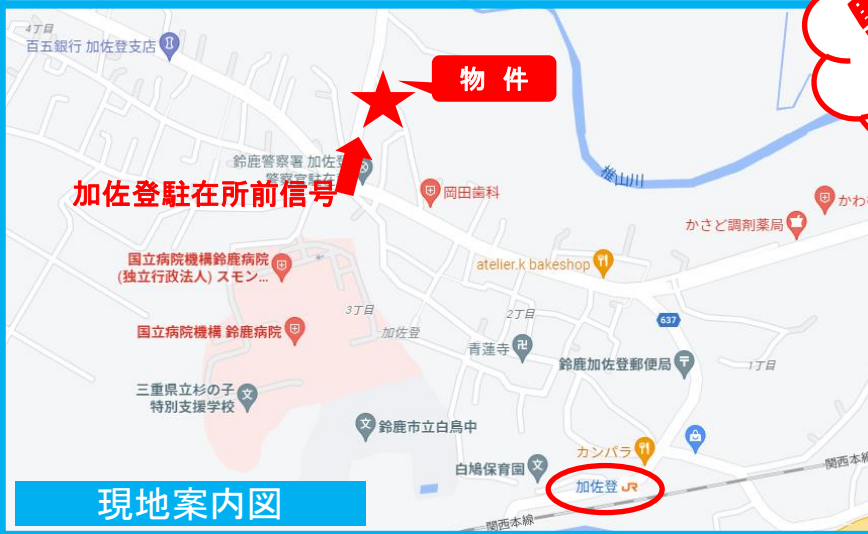 4丁目
百五銀行 加佐登支店
物 件
鈴鹿警察署 加佐登
警察官駐在
加佐登駐在所前信号
岡田歯科
椎山川
かわ
かさど調剤薬局
国立病院機構鈴鹿病院
(独立行政法人) スモン...
atelier.k bakeshop
3丁目
2丁目
637
国立病院機構 鈴鹿病院
加佐登
青蓮寺
鈴鹿加佐登郵便局
1丁目
三重県立杉の子
特別支援学校
鈴鹿市立白鳥中
カンパラ
白鳩保育園
関西本線
加佐登 JR
現地案内図
関西本線